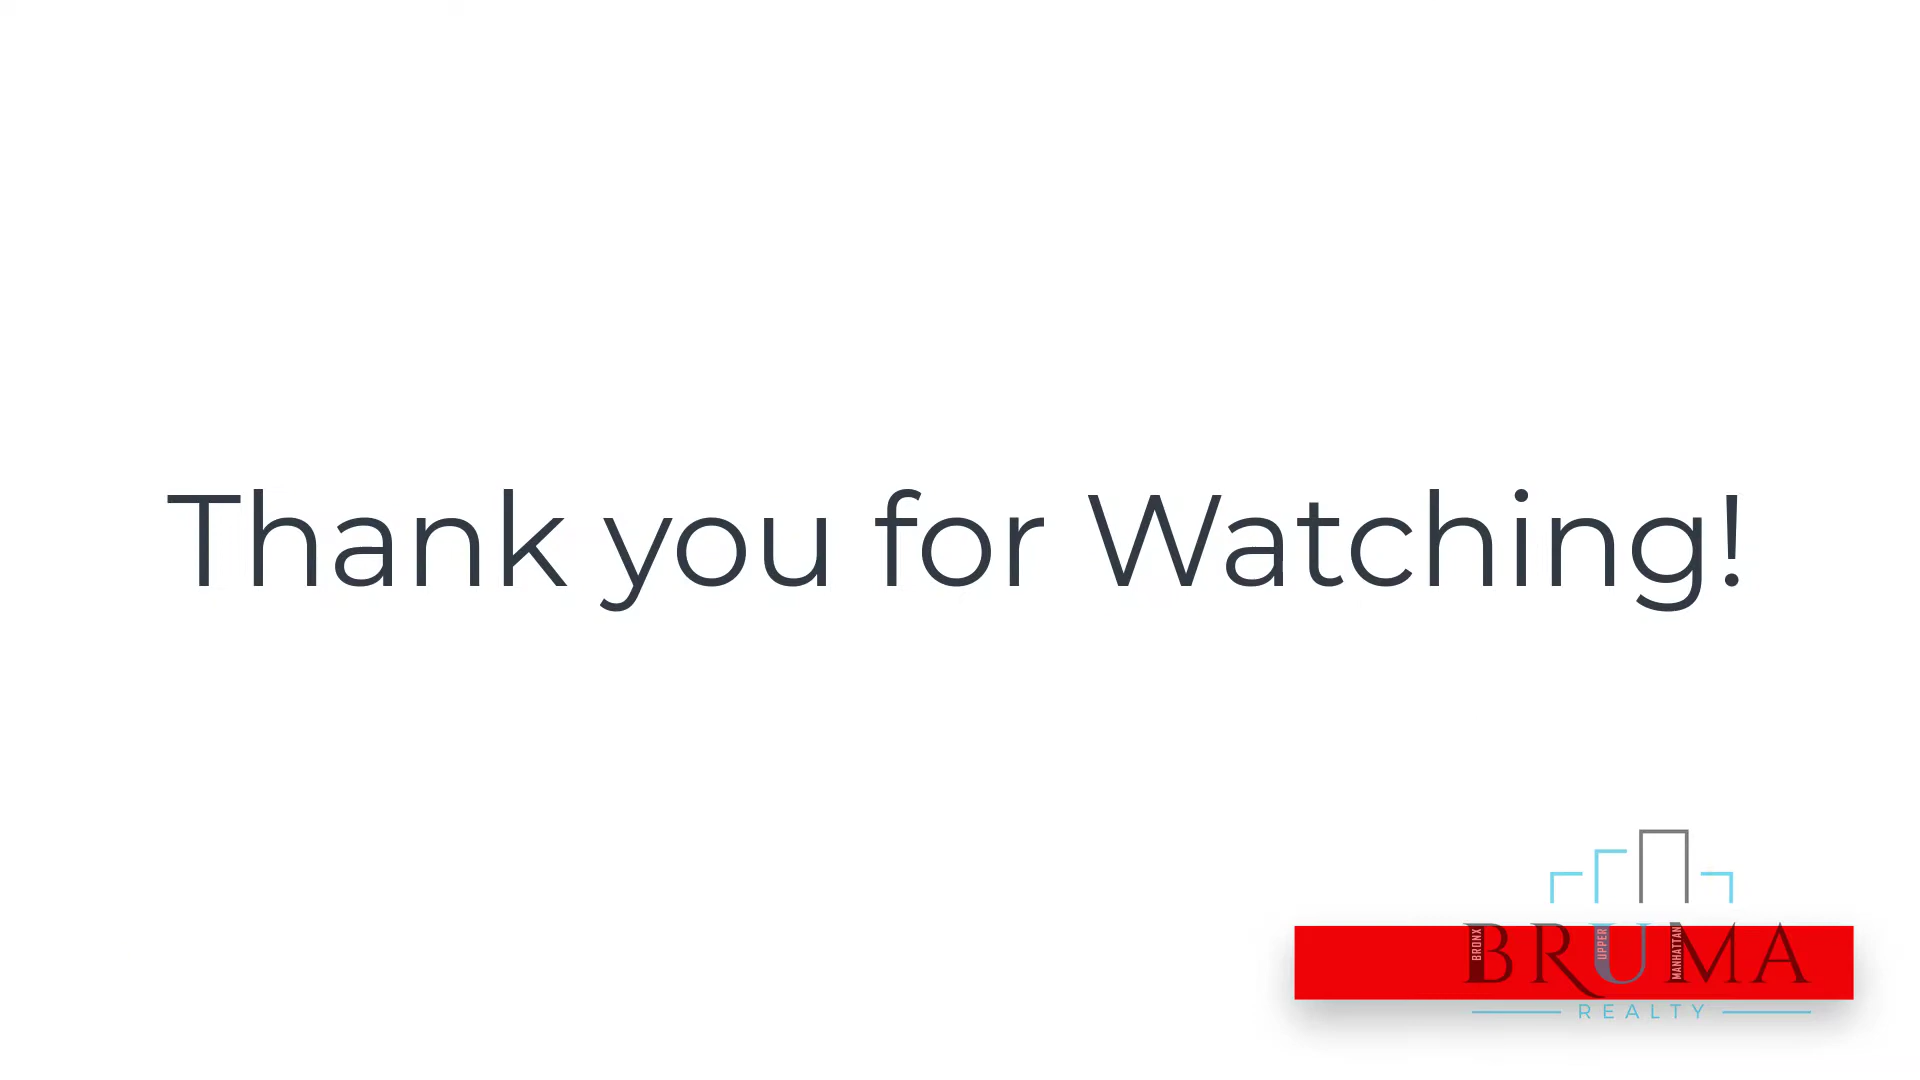 Thank you for Watching!
BRUMA
BRONX
UPPER
MANHATTAN
REALTY